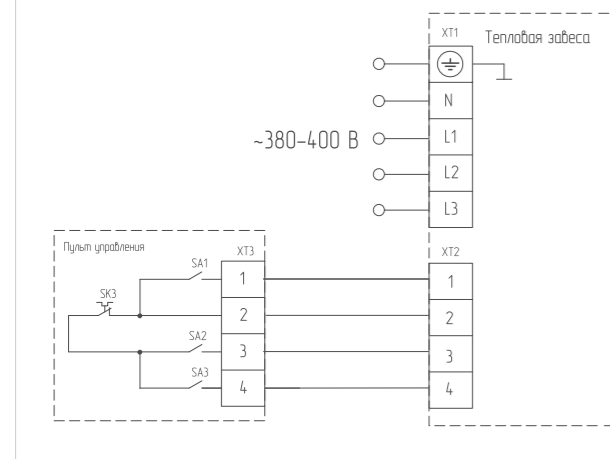 XT1
Тепловая завеса
N
~380-400 В
L1
L2
L3
Пульт управления
XT3
XT2
SA1
1
1
SK3
2
2
SA2
3
3
SA3
4
4